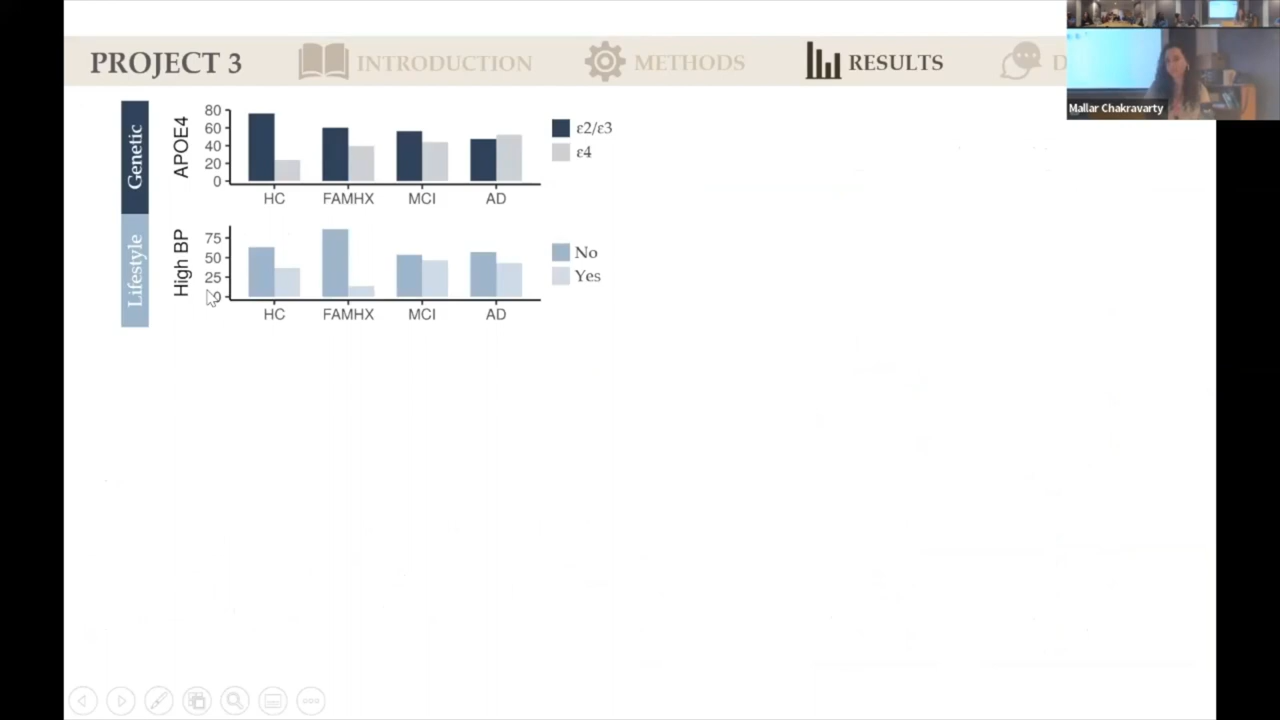 PROJECT 3
INTRODUCTION
METHODS
RESULTS
D
Mallar Chakravarty
Genetic
APOE4
80
60
40
20
0
HC FAMHX MCI AD
ε2/ε3
ε4
Lifestyle
High BP
75
50
25
0
HC FAMHX MCI AD
No
Yes